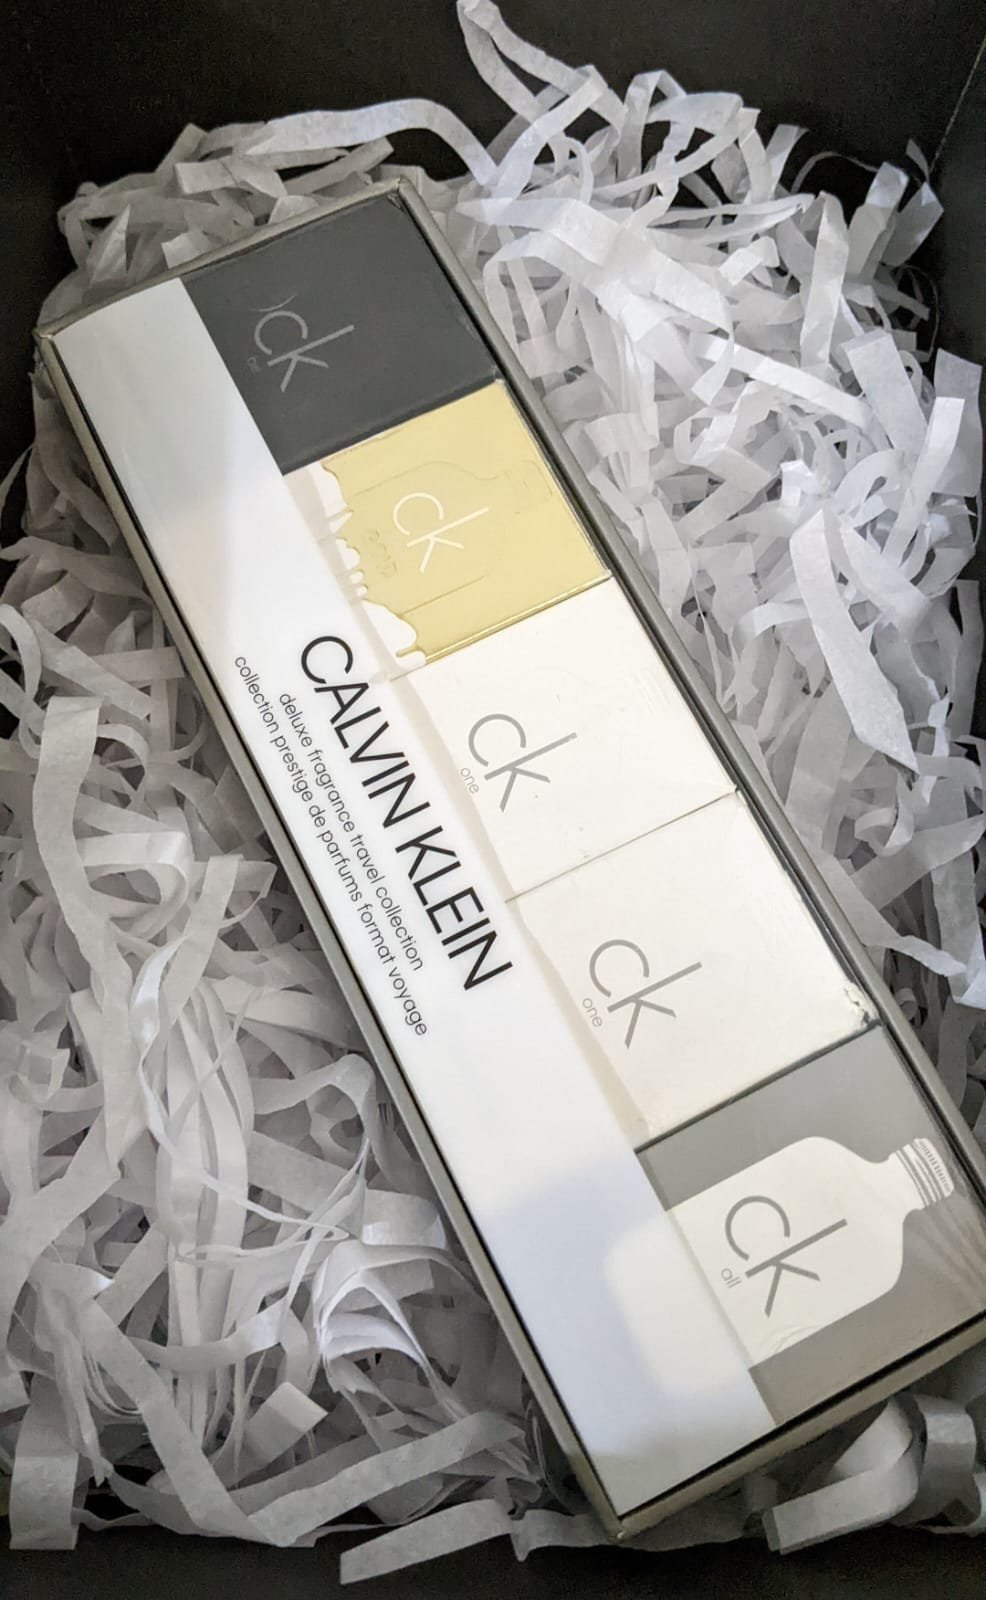 ck
ck
GOLD
ck
one
ck
one
ck
all
CALVIN KLEIN
deluxe fragrance travel collection
collection prestige de parfums format voyage